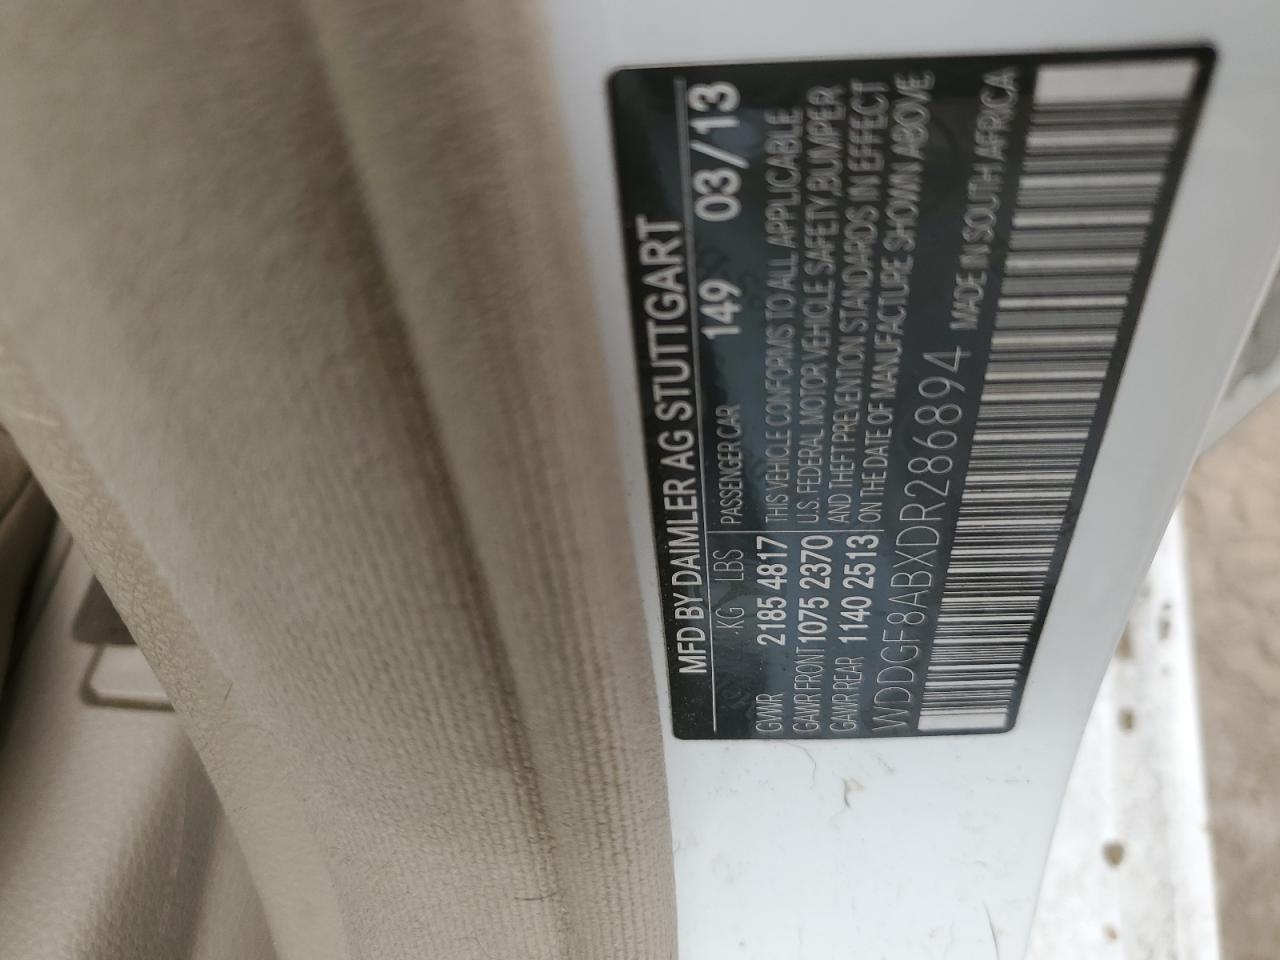 MFD BY DAIMLER AG STUTTGART
KG LBS PASSENGER CAR 149 03/13
GVWR 2185 4817 THIS VEHICLE CONFORMS TO ALL APPLICABLE
GAWR FRONT 1075 2370 U.S. FEDERAL MOTOR VEHICLE SAFETY,BUMPER
GAWR REAR 1140 2513 AND THEFT PREVENTION STANDARDS IN EFFECT
ON THE DATE OF MANUFACTURE SHOWN ABOVE
WDDGF8ABXDR286894 MADE IN SOUTH AFRICA